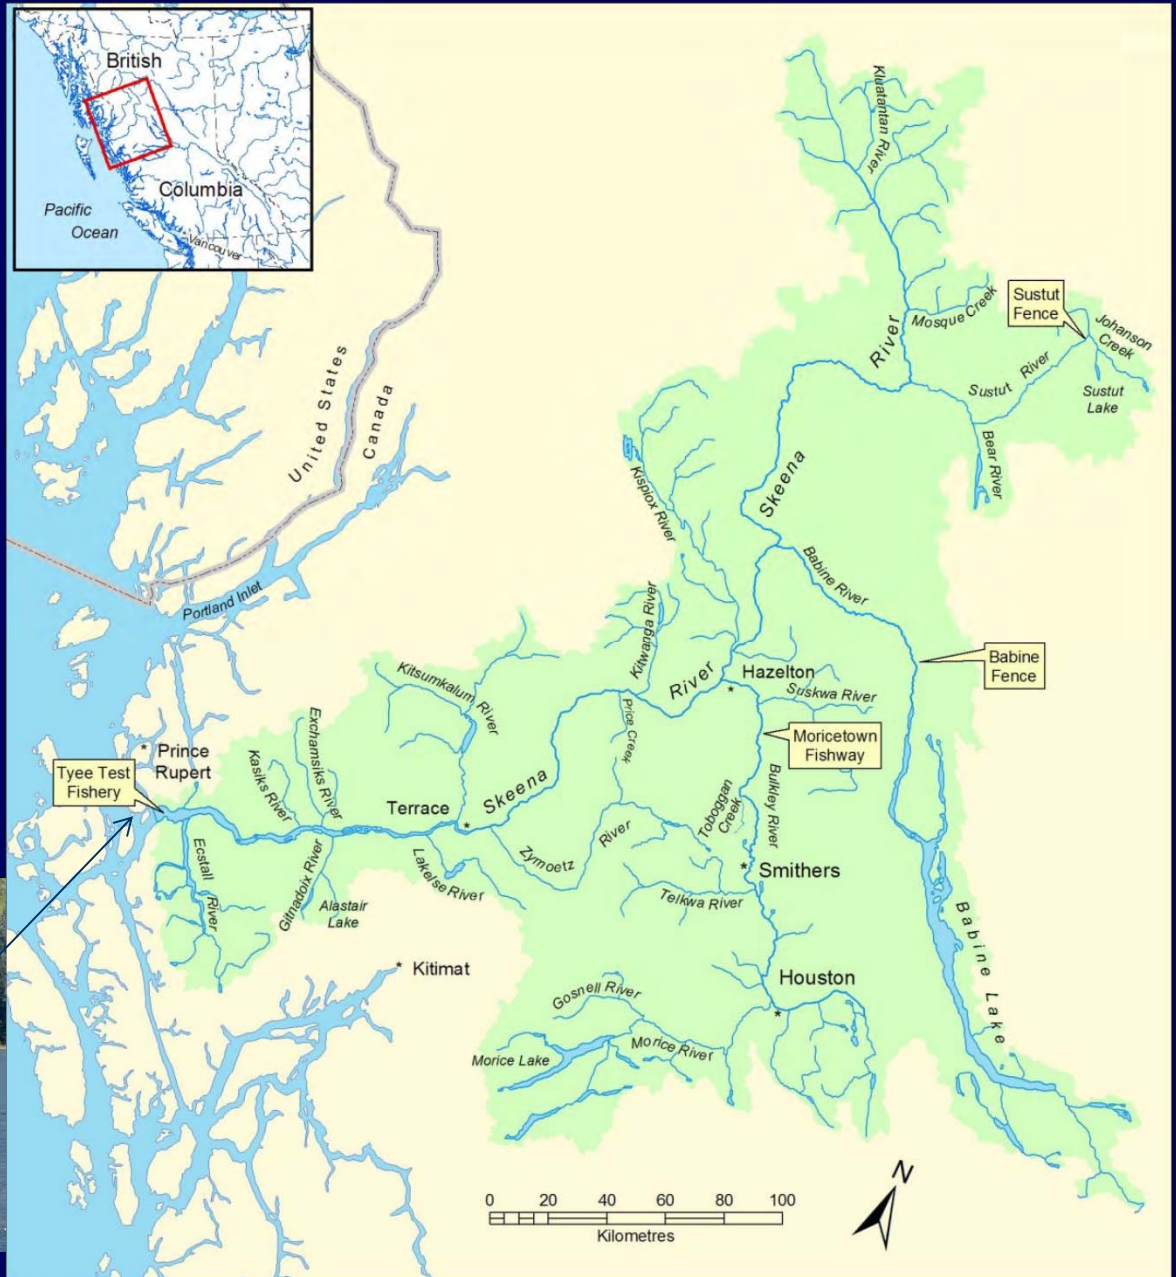 British
Columbia
Pacific
Ocean
Vancouver
United States
Canada
Portland Inlet
Kluatantan River
Mosque Creek
Sustut
Fence
Johanson
Creek
Sustut River
Sustut
Lake
Bear River
River
Skeena
Kispiox River
Babine River
Kitwanga River
Babine
Fence
Hazelton
River
Suskwa River
Kitsumkalum River
Price Creek
Moricetown
Fishway
Prince
Rupert
Exchamsiks River
Kasiks River
Tyee Test
Fishery
Terrace
Skeena
Toboggan
Creek
Bulkley River
Zymoetz River
Smithers
Ecstall River
Gitnadoix River
Lakelse River
Alastair
Lake
Telkwa River
Babine Lake
Kitimat
Houston
Gosnell River
Morice Lake
Morice River
N
0 20 40 60 80 100
Kilometres